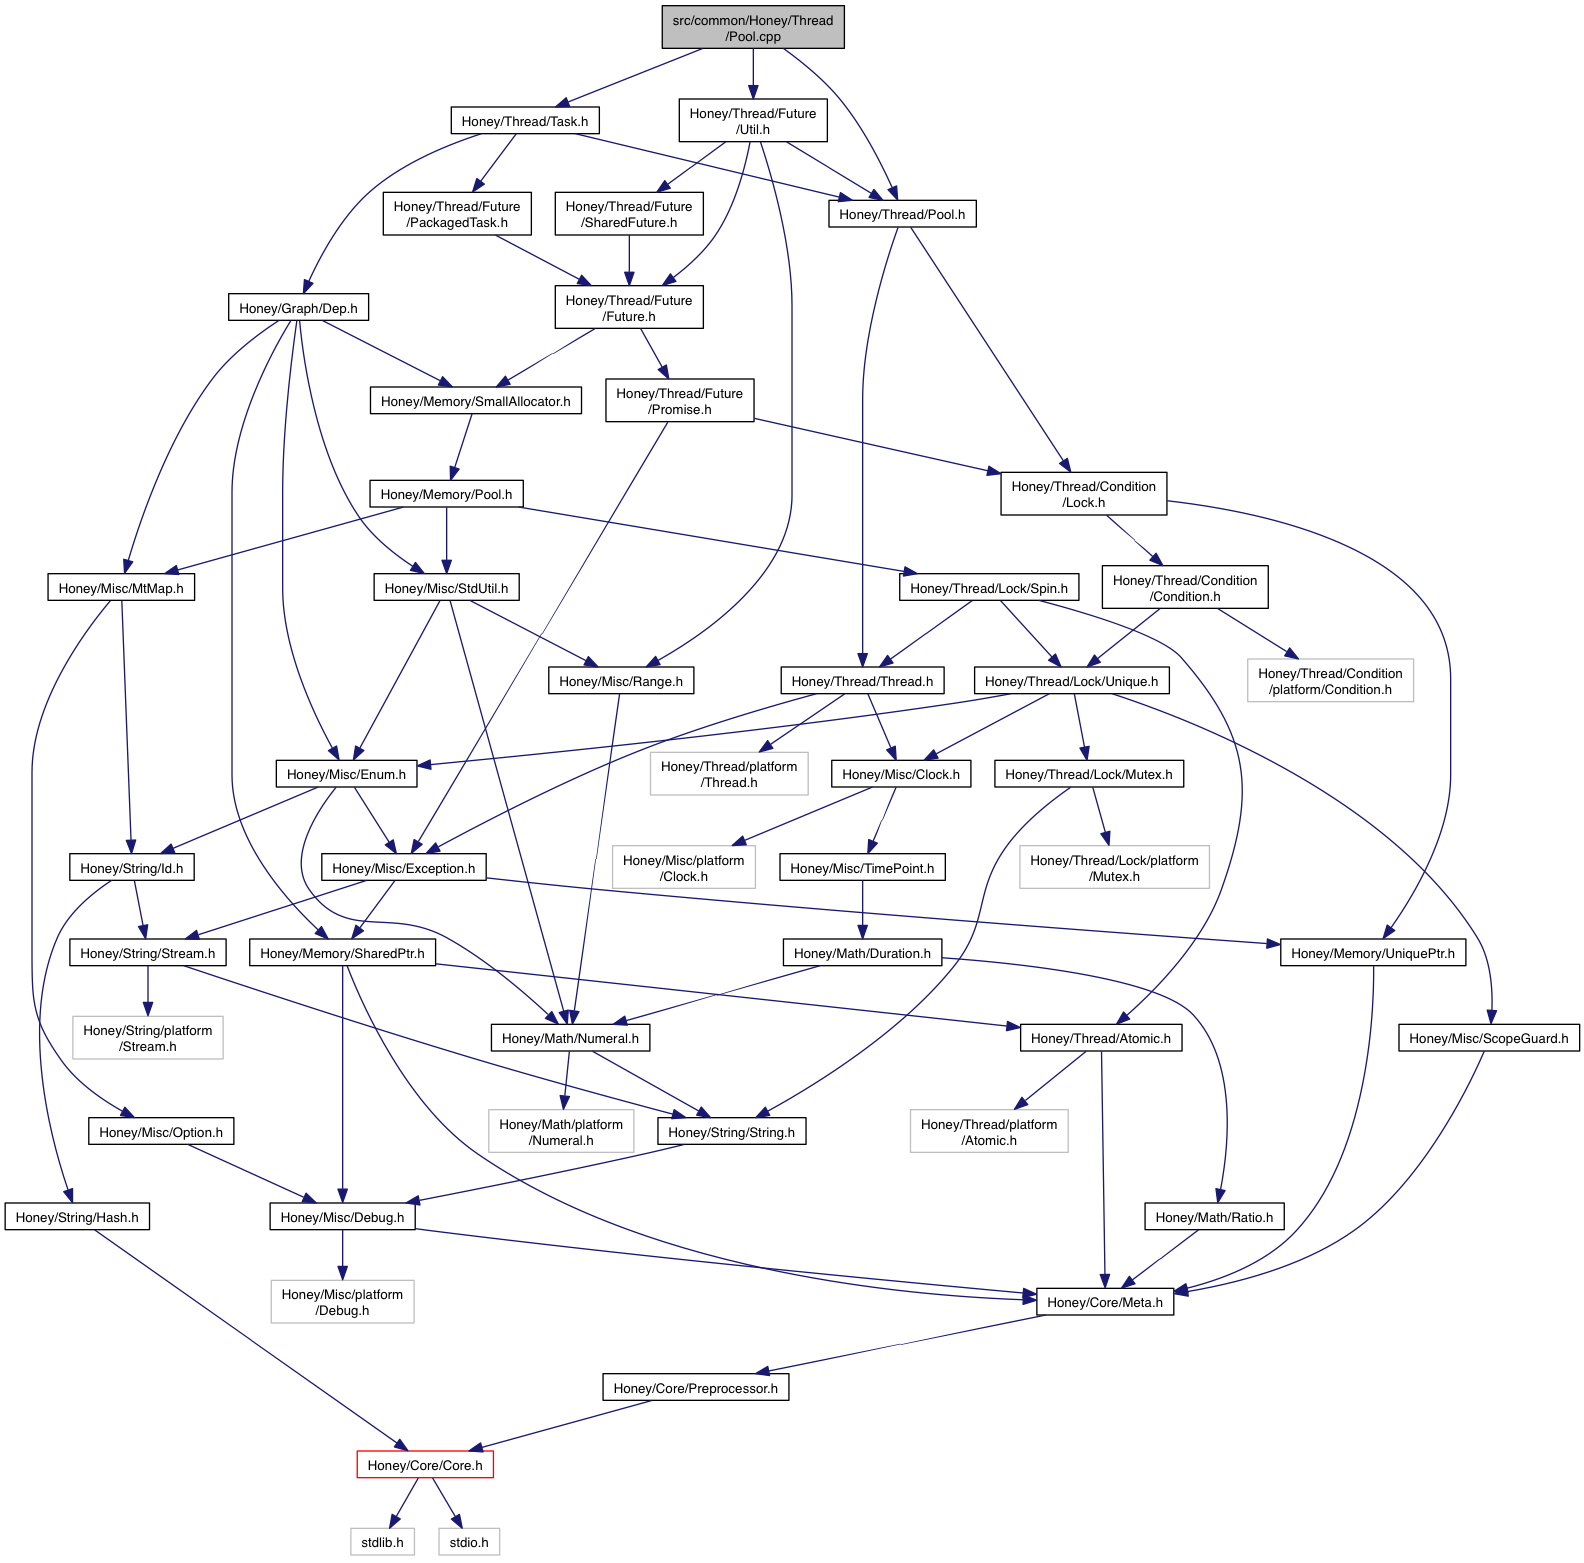 src/common/Honey/Thread
/Pool.cpp
Honey/Thread/Task.h
Honey/Thread/Future
/Util.h
Honey/Thread/Future
/PackagedTask.h
Honey/Thread/Future
/SharedFuture.h
Honey/Thread/Pool.h
Honey/Graph/Dep.h
Honey/Thread/Future
/Future.h
Honey/Memory/SmallAllocator.h
Honey/Thread/Future
/Promise.h
Honey/Memory/Pool.h
Honey/Thread/Condition
/Lock.h
Honey/Misc/MtMap.h
Honey/Misc/StdUtil.h
Honey/Thread/Lock/Spin.h
Honey/Thread/Condition
/Condition.h
Honey/Misc/Range.h
Honey/Thread/Thread.h
Honey/Thread/Lock/Unique.h
Honey/Thread/Condition
/platform/Condition.h
Honey/Misc/Enum.h
Honey/Thread/platform
/Thread.h
Honey/Misc/Clock.h
Honey/Thread/Lock/Mutex.h
Honey/String/Id.h
Honey/Misc/Exception.h
Honey/Misc/platform
/Clock.h
Honey/Misc/TimePoint.h
Honey/Thread/Lock/platform
/Mutex.h
Honey/String/Stream.h
Honey/Memory/SharedPtr.h
Honey/Math/Duration.h
Honey/Memory/UniquePtr.h
Honey/String/platform
/Stream.h
Honey/Math/Numeral.h
Honey/Thread/Atomic.h
Honey/Misc/ScopeGuard.h
Honey/Misc/Option.h
Honey/Math/platform
/Numeral.h
Honey/String/String.h
Honey/Thread/platform
/Atomic.h
Honey/String/Hash.h
Honey/Misc/Debug.h
Honey/Math/Ratio.h
Honey/Misc/platform
/Debug.h
Honey/Core/Meta.h
Honey/Core/Preprocessor.h
Honey/Core/Core.h
stdlib.h
stdio.h